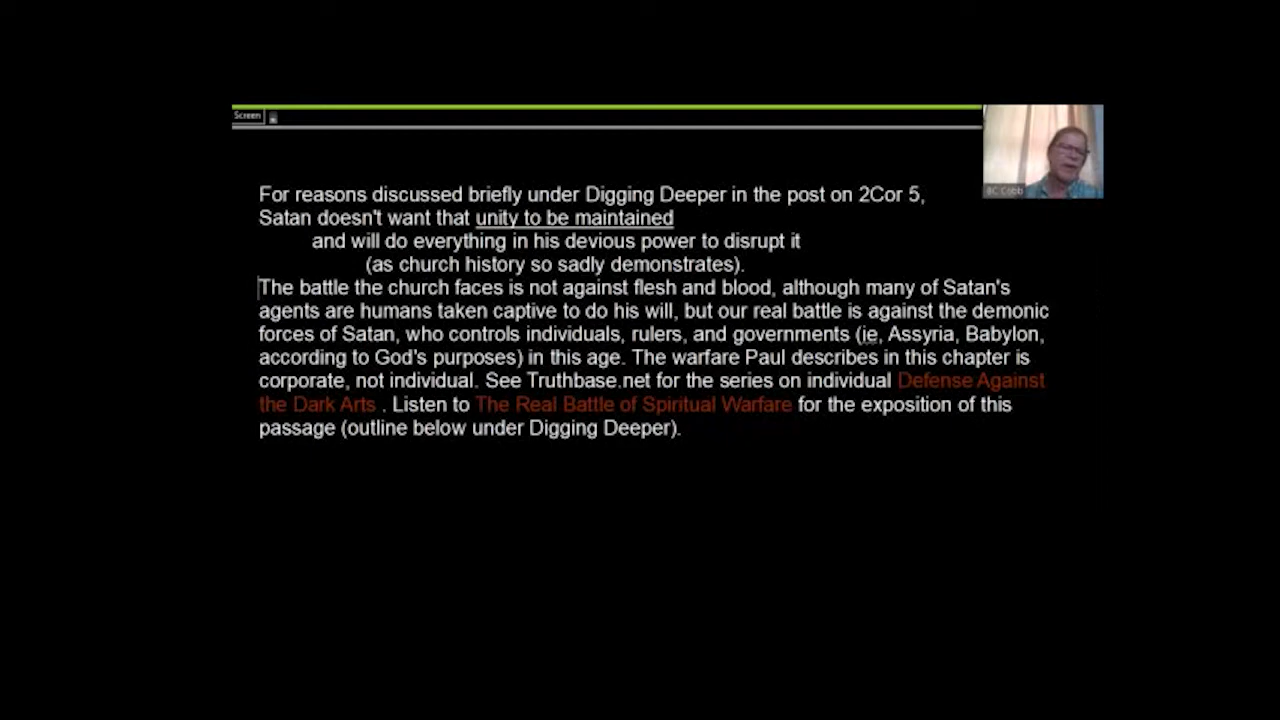 Screen
BC Cobb
For reasons discussed briefly under Digging Deeper in the post on 2Cor 5,
Satan doesn't want that unity to be maintained
and will do everything in his devious power to disrupt it
(as church history so sadly demonstrates).
The battle the church faces is not against flesh and blood, although many of Satan's
agents are humans taken captive to do his will, but our real battle is against the demonic
forces of Satan, who controls individuals, rulers, and governments (ie, Assyria, Babylon,
according to God's purposes) in this age. The warfare Paul describes in this chapter is
corporate, not individual. See Truthbase.net for the series on individual Defense Against
the Dark Arts . Listen to The Real Battle of Spiritual Warfare for the exposition of this
passage (outline below under Digging Deeper).